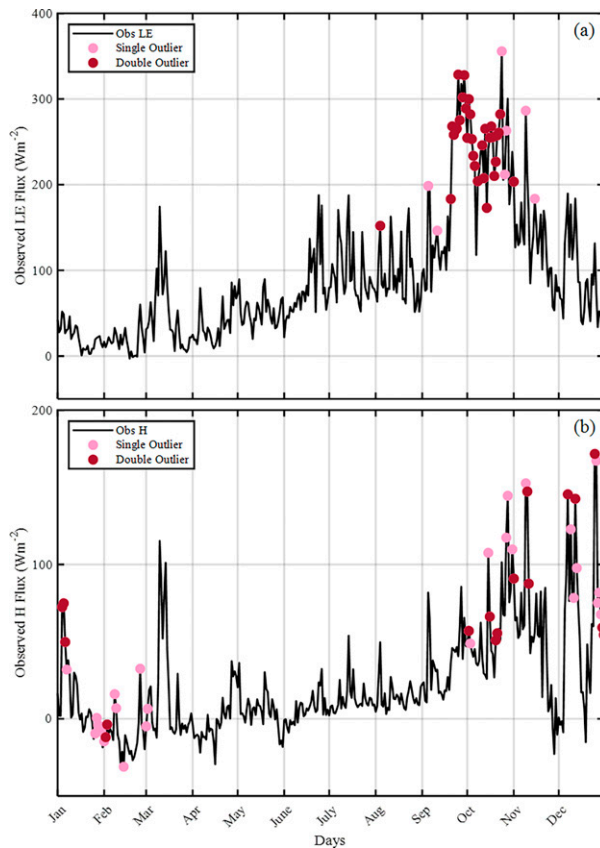 400
(a)
Obs LE
Single Outlier
Double Outlier
300
200
100
0
Observed LE Flux (Wm⁻²)
200
(b)
Obs H
Single Outlier
Double Outlier
100
0
Observed H Flux (Wm⁻²)
Jan Feb Mar Apr May June July Aug Sep Oct Nov Dec
Days